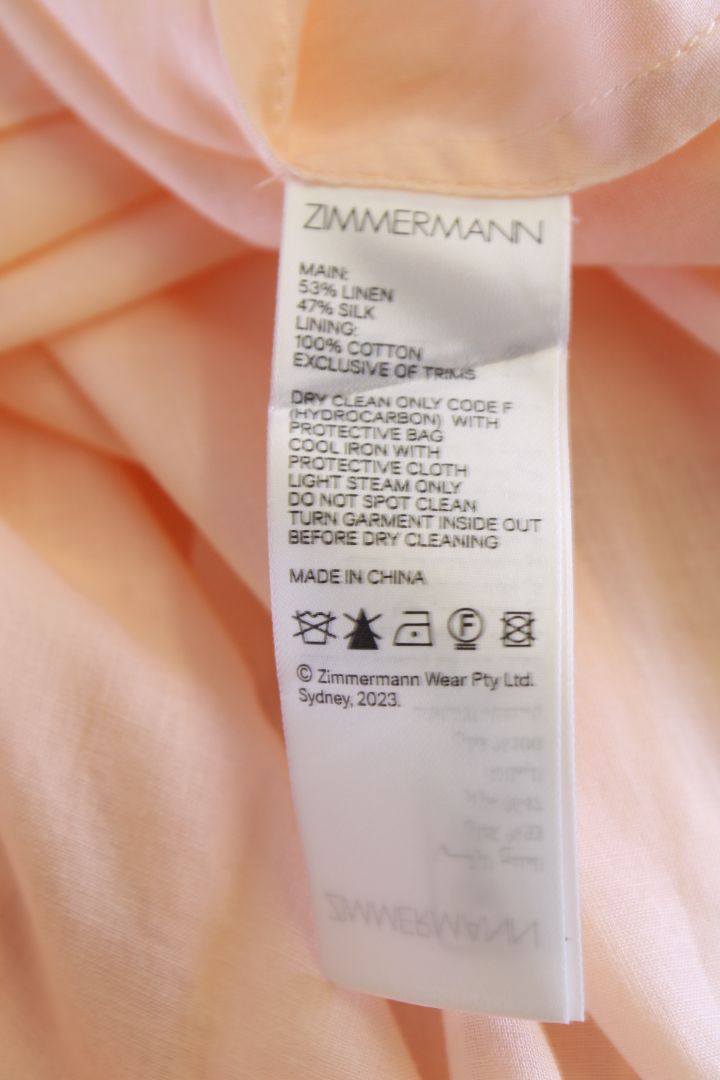 ZIMMERMANN
MAIN:
53% LINEN
47% SILK
LINING:
100% COTTON
EXCLUSIVE OF TRIMS
DRY CLEAN ONLY CODE F
(HYDROCARBON) WITH
PROTECTIVE BAG
COOL IRON WITH
PROTECTIVE CLOTH
LIGHT STEAM ONLY
DO NOT SPOT CLEAN
TURN GARMENT INSIDE OUT
BEFORE DRY CLEANING
MADE IN CHINA
F
© Zimmermann Wear Pty Ltd.
Sydney, 2023.
ZIMMERMANN